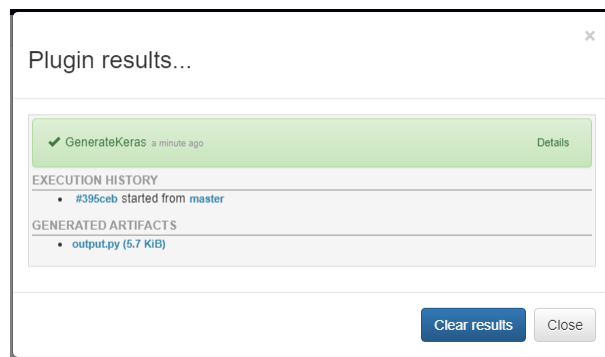 ×
Plugin results...
✔ GenerateKeras a minute ago Details
EXECUTION HISTORY
• #395ceb started from master
GENERATED ARTIFACTS
• output.py (5.7 KiB)
Clear results Close